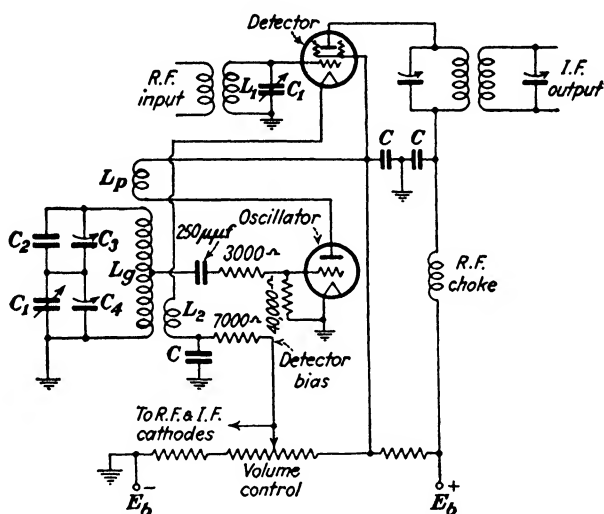 Detector
R.F.
input
L1
C1
I.F.
output
C
C
Lp
Oscillator
250μμf
3000~
C2
C3
Lg
C1
C4
L2
7000~
40000~
C
Detector
bias
R.F.
choke
To R.F. & I.F.
cathodes
Volume
control
-
Eb
+
Eb